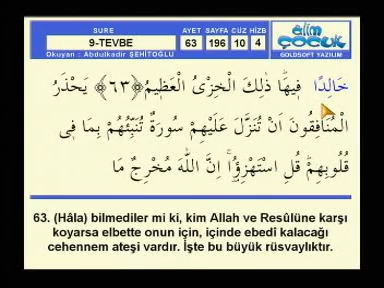 SURE AYET SAYFA CÜZ HİZB
9-TEVBE 63 196 10 4
Okuyan : Abdulkadir ŞEHİTOĞLU
elim
ÇOCUK
GOLDSOFT YAZILIM
خَالِدًا فِيهَا ذٰلِكَ الْخِزْىُ الْعَظِيمُ ﴿٦٣﴾ يَحْذَرُ
الْمُنَافِقُونَ اَنْ تُنَزَّلَ عَلَيْهِمْ سُورَةٌ تُنَبِّئُهُمْ بِمَا فِى
قُلُوبِهِمْ قُلِ اسْتَهْزِؤُاۚ اِنَّ اللّٰهَ مُخْرِجٌ مَا
63. (Hâla) bilmediler mi ki, kim Allah ve Resûlüne karşı
koyarsa elbette onun için, içinde ebedî kalacağı
cehennem ateşi vardır. İşte bu büyük rüsvaylıktır.